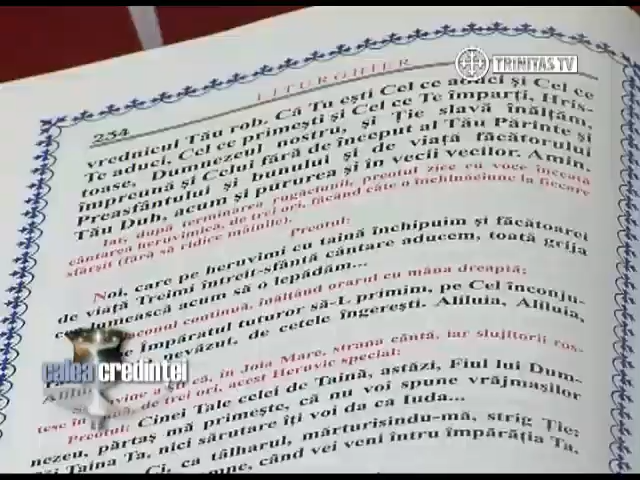 TRINITAS TV
LITURGHIER
234
vrednicul Tău rob. Că Tu ești Cel ce aduci și Cel ce
Te aduci, Cel ce primești și Cel ce Te împarți, Hris-
toase, Dumnezeul nostru, și Ție slavă înălțăm,
împreună și Celui fără de început al Tău Părinte și
Preasfântului și bunului și de viață făcătorului
Tău Duh, acum și pururea și în vecii vecilor. Amin.
Iar, după terminarea rugăciunii, preotul zice cu voce înceată
cântarea heruvimică, de trei ori, făcând câte o închinăciune la fiecare
sfârșit (fără să ridice mâinile).
Preotul:
Noi, care pe heruvimi cu taină închipuim și făcătoarei
de viață Treimi întreit-sfântă cântare aducem, toată grija
cea lumească acum să o lepădăm...
continuă, înălțând orarul cu mâna dreaptă:
Împăratul tuturor să-L primim, pe Cel înconju-
nevăzut, de cetele îngerești. Aliluia, Aliluia,
Aliluia
că, în Joia Mare, strana cântă, iar slujitorii ros-
tesc în taină, de trei ori, acest Heruvic special:
Preotul: Cinei Tale celei de Taină, astăzi, Fiul lui Dum-
nezeu, părtaș mă primește, că nu voi spune vrăjmașilor
Tăi Taina Ta, nici sărutare îți voi da ca Iuda...
Ci, ca tâlharul, mărturisindu-mă, strig Ție:
când vei veni întru împărăția Ta.
calea credinței